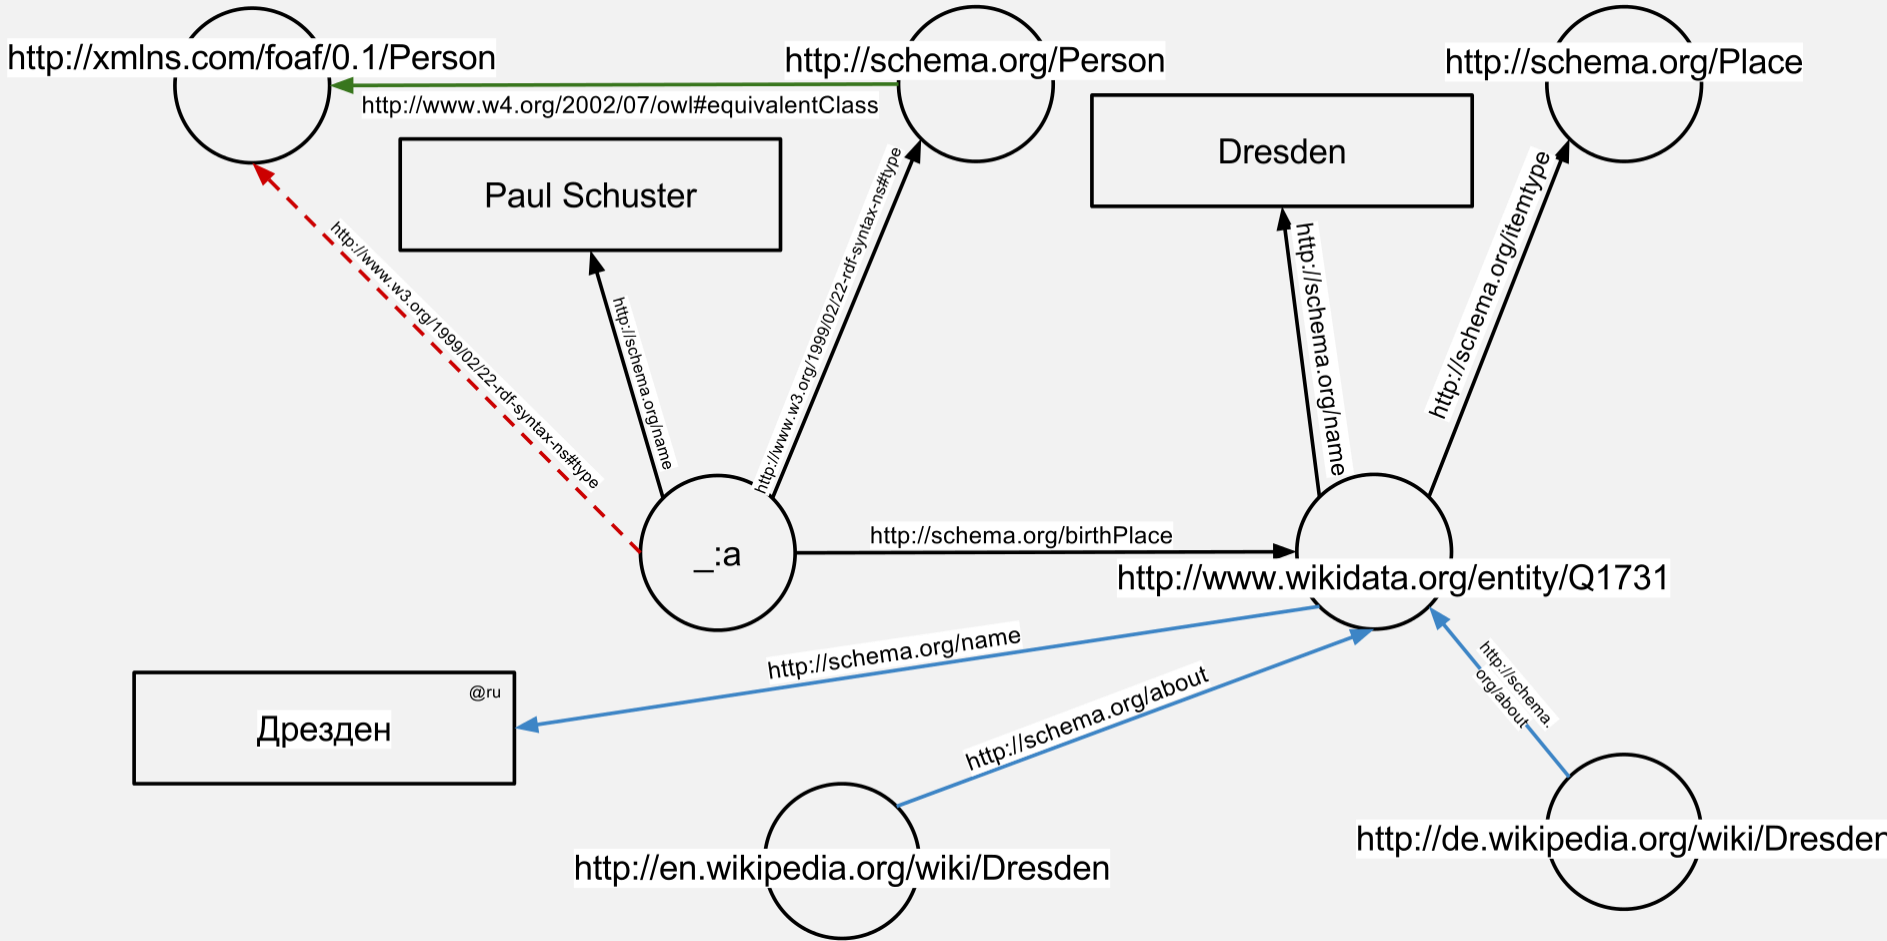 http://xmlns.com/foaf/0.1/Person
http://schema.org/Person
http://schema.org/Place
http://www.w4.org/2002/07/owl#equivalentClass
Paul Schuster
Dresden
http://www.w3.org/1999/02/22-rdf-syntax-ns#type
http://schema.org/name
http://www.w3.org/1999/02/22-rdf-syntax-ns#type
http://schema.org/name
http://schema.org/itemtype
_:a
http://schema.org/birthPlace
http://www.wikidata.org/entity/Q1731
http://schema.org/name
http://schema.org/about
http://schema.
org/about
@ru
Дрезден
http://en.wikipedia.org/wiki/Dresden
http://de.wikipedia.org/wiki/Dresden